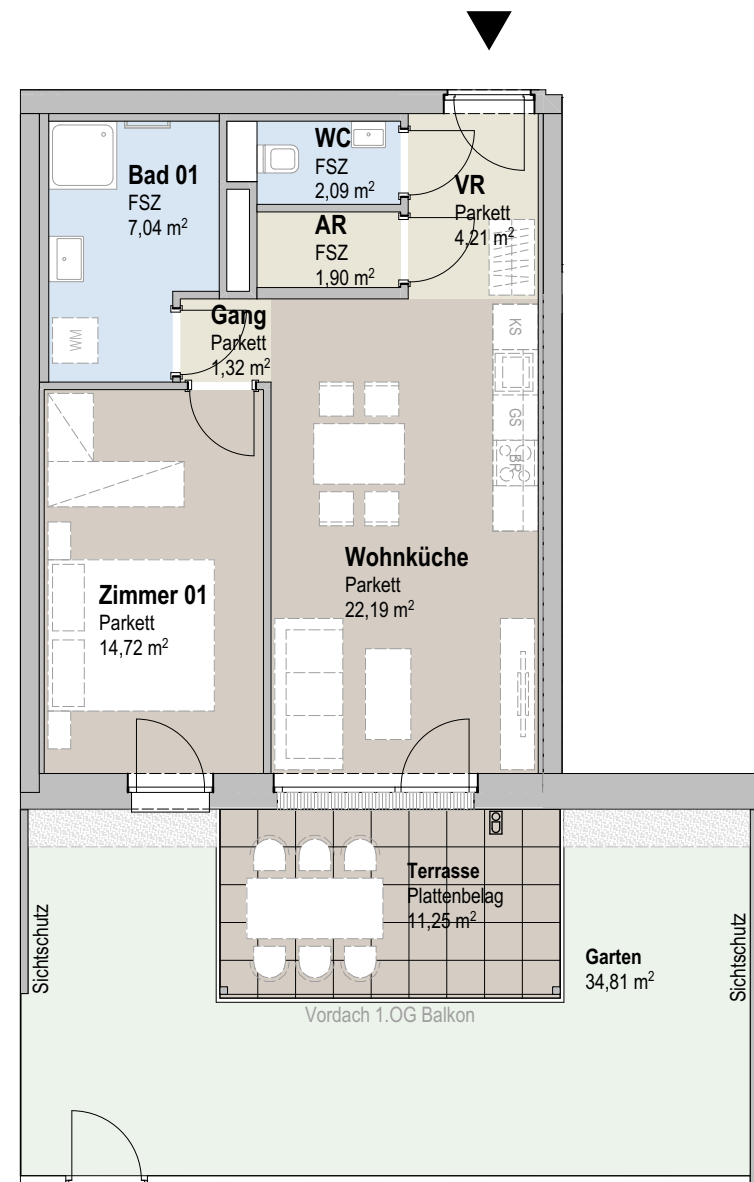 WC
FSZ
2,09 m²
Bad 01
FSZ
7,04 m²
VR
Parkett
4,21 m²
AR
FSZ
1,90 m²
Gang
Parkett
1,32 m²
WM
KS
GS
BR
Wohnküche
Parkett
22,19 m²
Zimmer 01
Parkett
14,72 m²
Terrasse
Plattenbelag
11,25 m²
Sichtschutz
Garten
34,81 m²
Sichtschutz
Vordach 1.OG Balkon